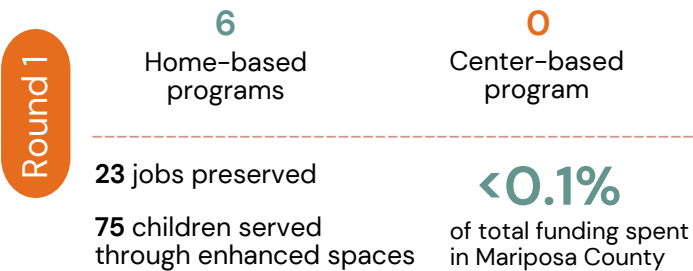 Round 1
6
Home-based
programs
0
Center-based
program
23 jobs preserved
75 children served
through enhanced spaces
<0.1%
of total funding spent
in Mariposa County